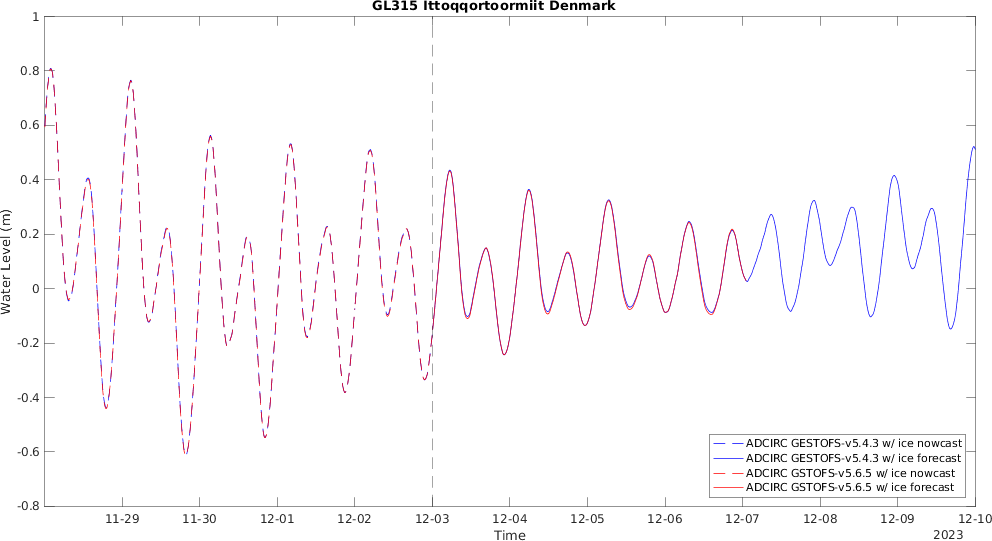 GL315 Ittoqqortoormiit Denmark
1
0.8
0.6
0.4
0.2
0
-0.2
-0.4
-0.6
-0.8
Water Level (m)
11-29 11-30 12-01 12-02 12-03 12-04 12-05 12-06 12-07 12-08 12-09 12-10
Time
2023
ADCIRC GESTOFS-v5.4.3 w/ ice nowcast
ADCIRC GESTOFS-v5.4.3 w/ ice forecast
ADCIRC GSTOFS-v5.6.5 w/ ice nowcast
ADCIRC GSTOFS-v5.6.5 w/ ice forecast